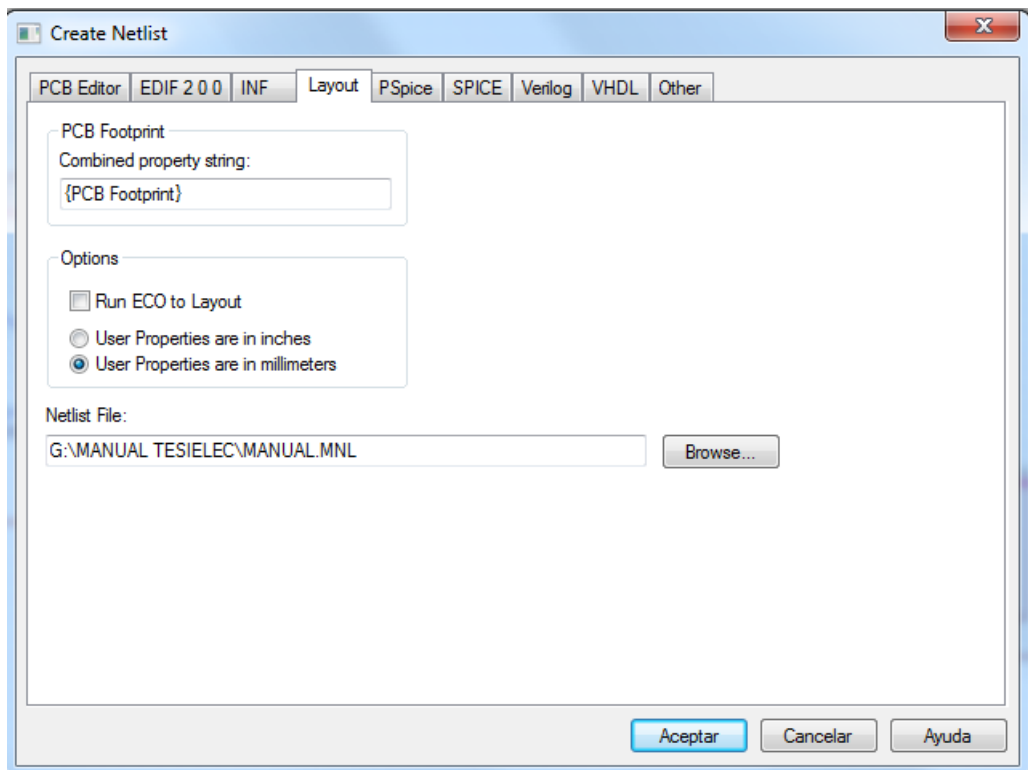 Create Netlist
PCB Editor EDIF 2 0 0 INF Layout PSpice SPICE Verilog VHDL Other
PCB Footprint
Combined property string:
{PCB Footprint}
Options
Run ECO to Layout
User Properties are in inches
User Properties are in millimeters
Netlist File:
G:\MANUAL TESIELEC\MANUAL.MNL
Browse...
Aceptar Cancelar Ayuda